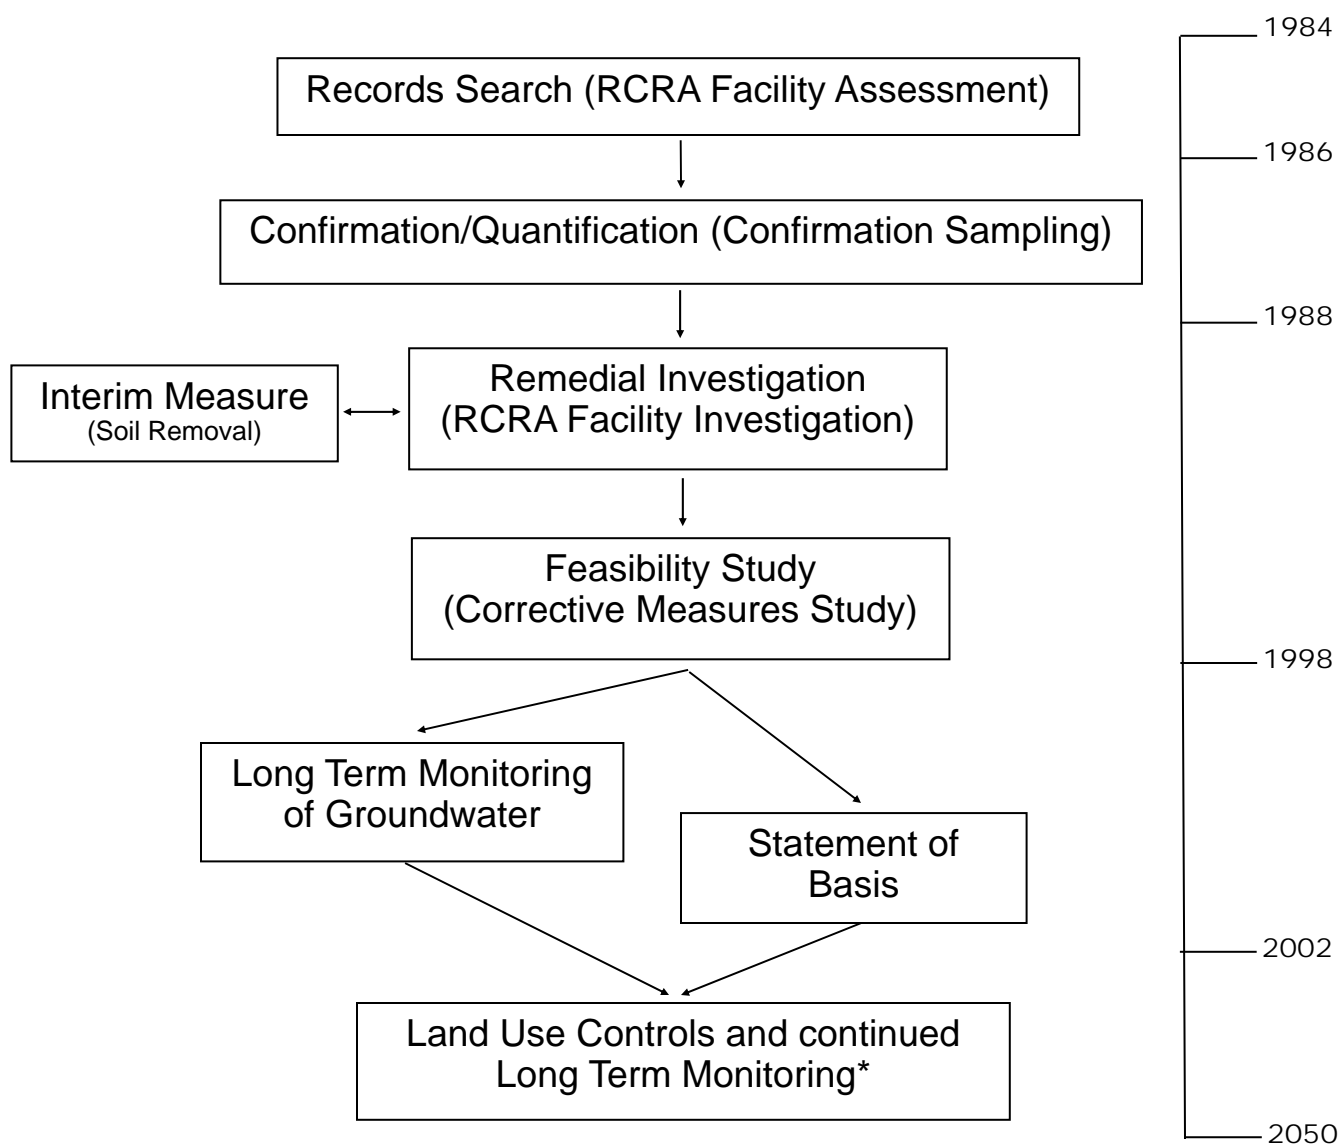 1984
Records Search (RCRA Facility Assessment)
1986
Confirmation/Quantification (Confirmation Sampling)
1988
Interim Measure
(Soil Removal)
Remedial Investigation
(RCRA Facility Investigation)
Feasibility Study
(Corrective Measures Study)
1998
Long Term Monitoring
of Groundwater
Statement of
Basis
2002
Land Use Controls and continued
Long Term Monitoring*
2050